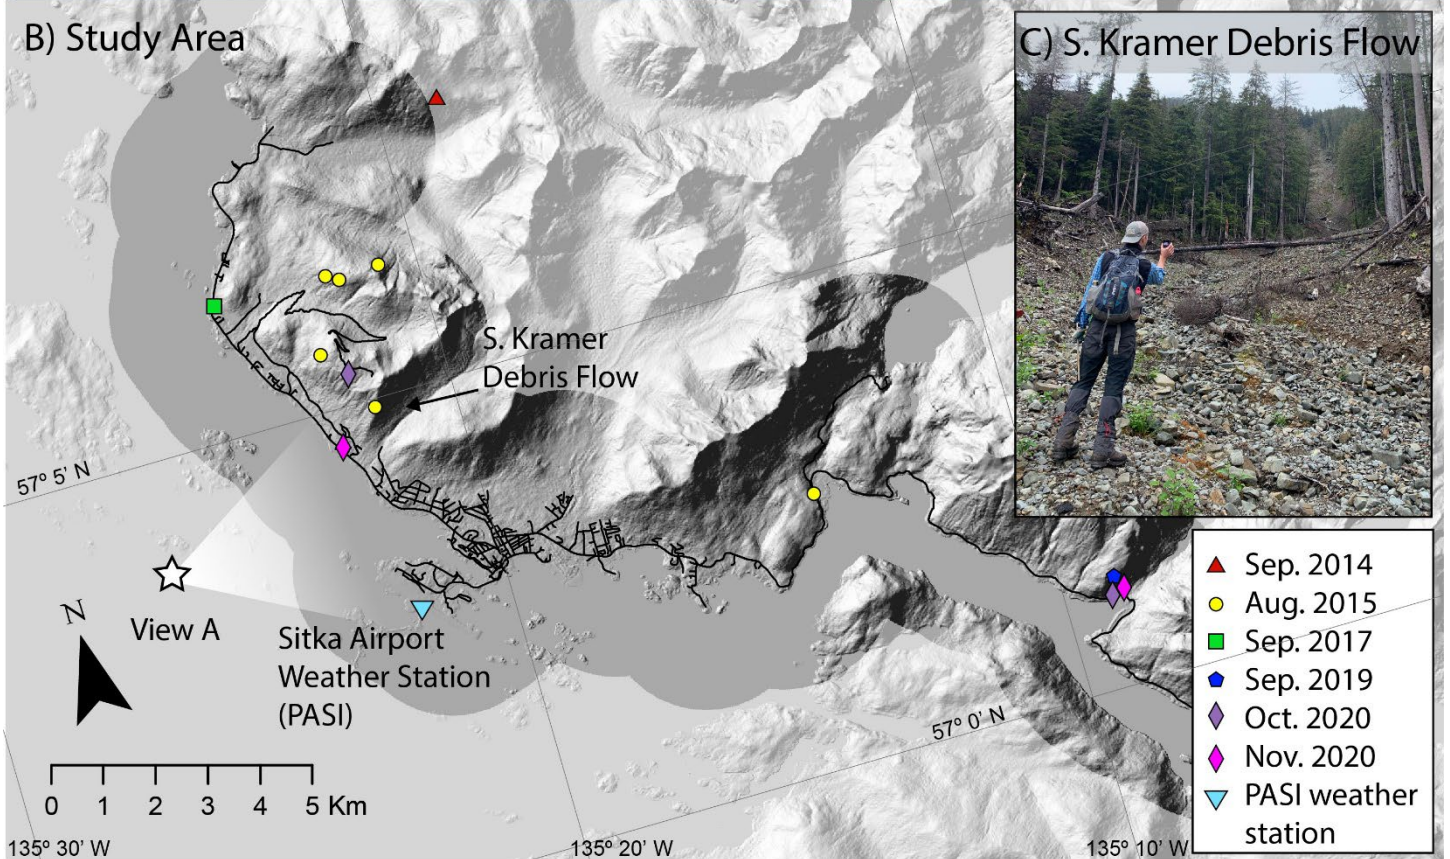 B) Study Area
C) S. Kramer Debris Flow
S. Kramer
Debris Flow
57° 5' N
N
View A
Sitka Airport
Weather Station
(PASI)
57° 0' N
0 1 2 3 4 5 Km
135° 30' W
135° 20' W
135° 10' W
Sep. 2014
Aug. 2015
Sep. 2017
Sep. 2019
Oct. 2020
Nov. 2020
PASI weather
station